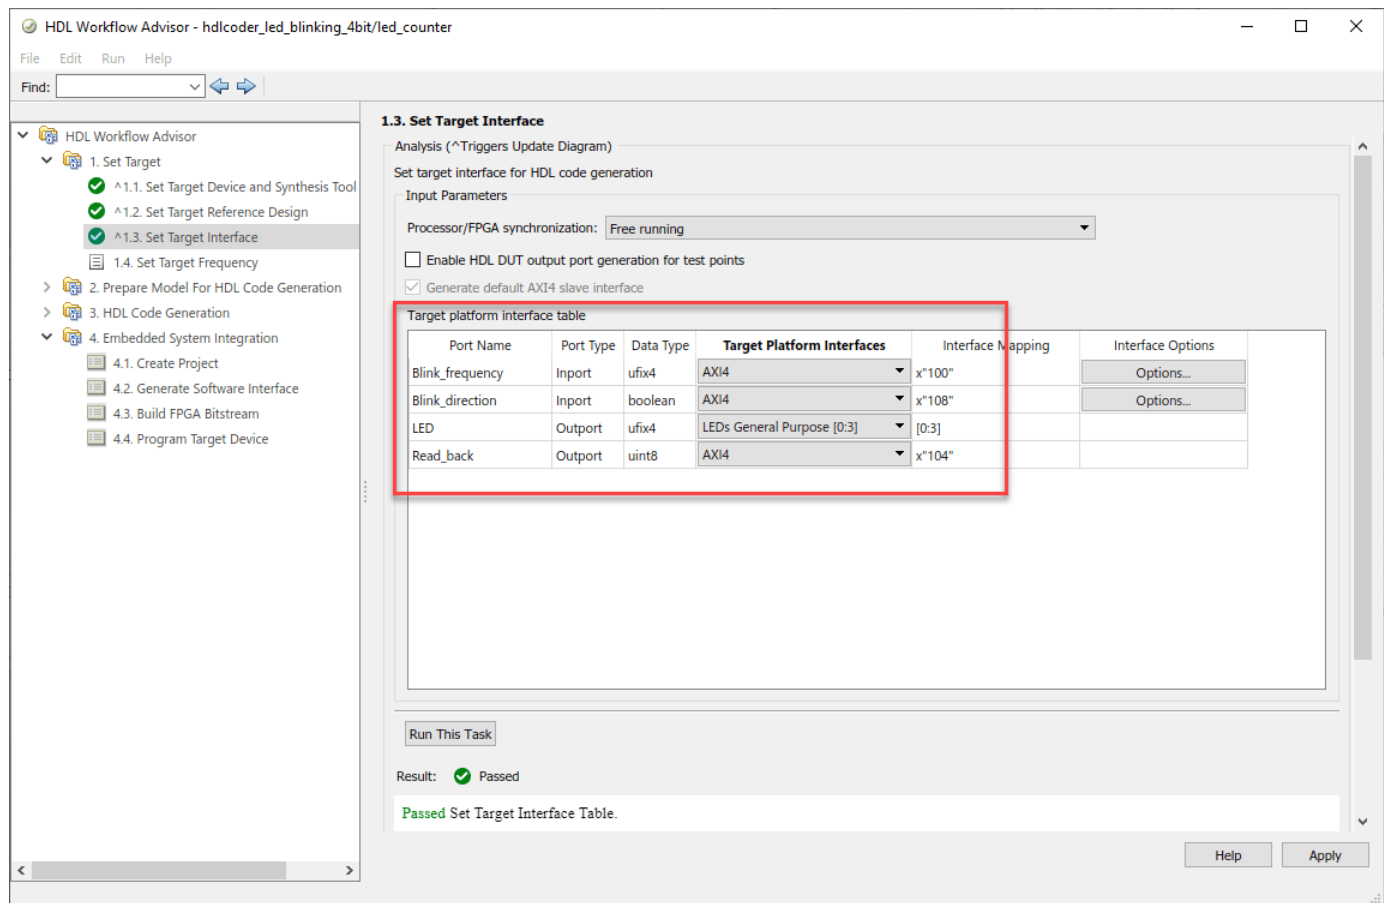 HDL Workflow Advisor - hdlcoder_led_blinking_4bit/led_counter
File Edit Run Help
Find:
HDL Workflow Advisor
1. Set Target
^1.1. Set Target Device and Synthesis Tool
^1.2. Set Target Reference Design
^1.3. Set Target Interface
1.4. Set Target Frequency
2. Prepare Model For HDL Code Generation
3. HDL Code Generation
4. Embedded System Integration
4.1. Create Project
4.2. Generate Software Interface
4.3. Build FPGA Bitstream
4.4. Program Target Device
1.3. Set Target Interface
Analysis (^Triggers Update Diagram)
Set target interface for HDL code generation
Input Parameters
Processor/FPGA synchronization: Free running
Enable HDL DUT output port generation for test points
Generate default AXI4 slave interface
Target platform interface table
Port Name Port Type Data Type Target Platform Interfaces Interface Mapping Interface Options
Blink_frequency Inport ufix4 AXI4 x"100" Options...
Blink_direction Inport boolean AXI4 x"108" Options...
LED Outport ufix4 LEDs General Purpose [0:3] [0:3]
Read_back Outport uint8 AXI4 x"104"
Run This Task
Result: Passed
Passed Set Target Interface Table.
Help Apply